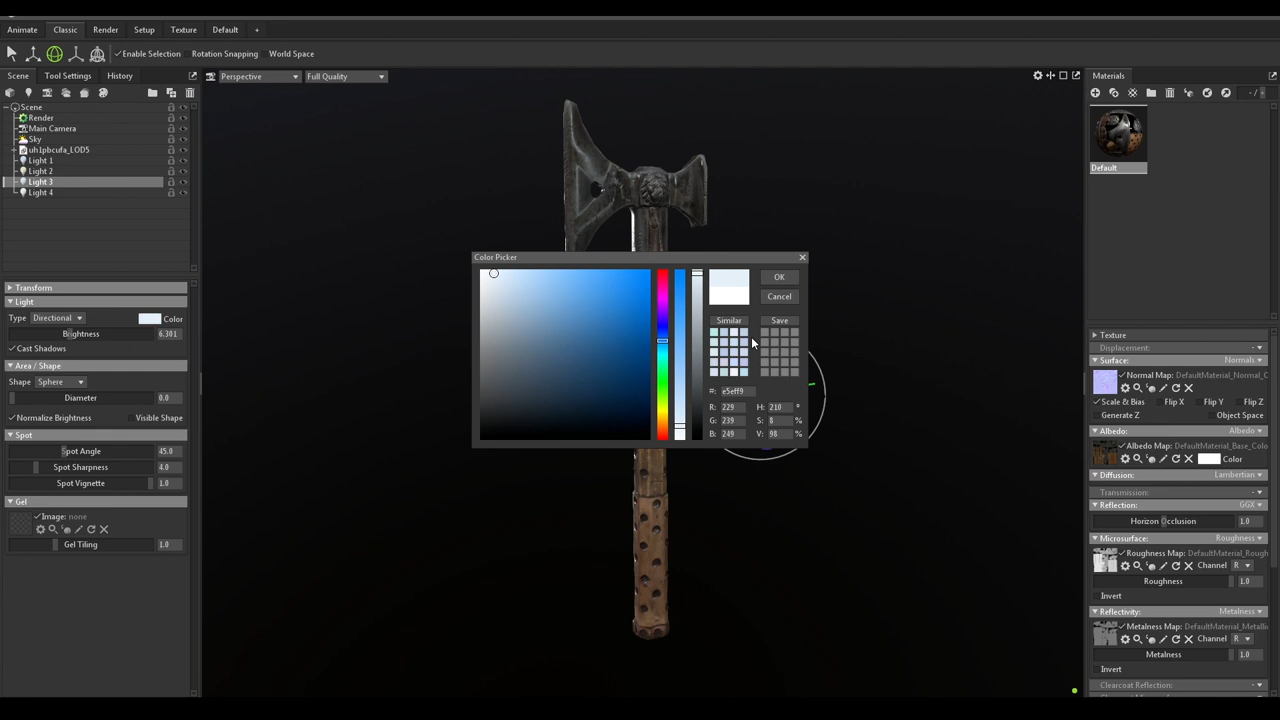 Animate Classic Render Setup Texture Default +
Enable Selection Rotation Snapping World Space
Scene Tool Settings History
Perspective Full Quality
Materials
Scene
Render
Main Camera
Sky
uh1pbcufa_LOD5
Light 1
Light 2
Light 3
Light 4
Default
Transform
Light
Type Directional Color
Brightness 6.301
Cast Shadows
Area / Shape
Shape Sphere
Diameter 0.0
Normalize Brightness Visible Shape
Spot
Spot Angle 45.0
Spot Sharpness 4.0
Spot Vignette 1.0
Gel
Image: none
Gel Tiling 1.0
Color Picker
OK
Cancel
Similar Save
#: e5eff9
R: 229 H: 210 °
G: 239 S: 8 %
B: 249 V: 98 %
Texture
Displacement:
Surface: Normals
Normal Map: DefaultMaterial_Normal_C
Scale & Bias Flip X Flip Y Flip Z
Generate Z Object Space
Albedo: Albedo
Albedo Map: DefaultMaterial_Base_Colo
Color
Diffusion: Lambertian
Transmission:
Reflection: GGX
Horizon Occlusion 1.0
Microsurface: Roughness
Roughness Map: DefaultMaterial_Rough
Channel R
Roughness 1.0
Invert
Reflectivity: Metalness
Metalness Map: DefaultMaterial_Metalli
Channel R
Metalness 1.0
Invert
Clearcoat Reflection: